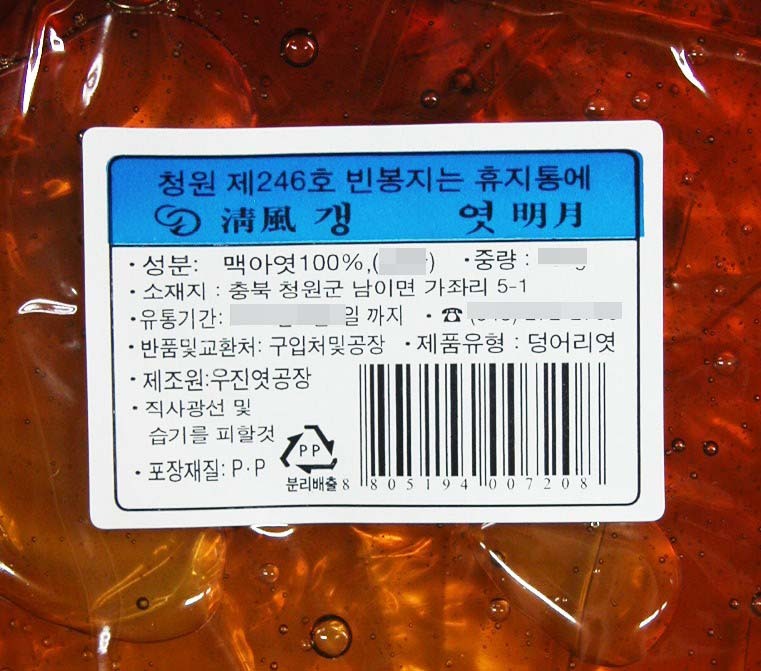 청원 제246호 빈봉지는 휴지통에
淸風 갱 엿 明月
·성분: 맥아엿100%,( ) ·중량 :
·소재지 : 충북 청원군 남이면 가좌리 5-1
·유통기간: 일 까지 ·☎
·반품및교환처: 구입처및공장 ·제품유형 : 덩어리엿
·제조원:우진엿공장
·직사광선 및
습기를 피할것
·포장재질: P·P
PP
분리배출
8 805194 007208